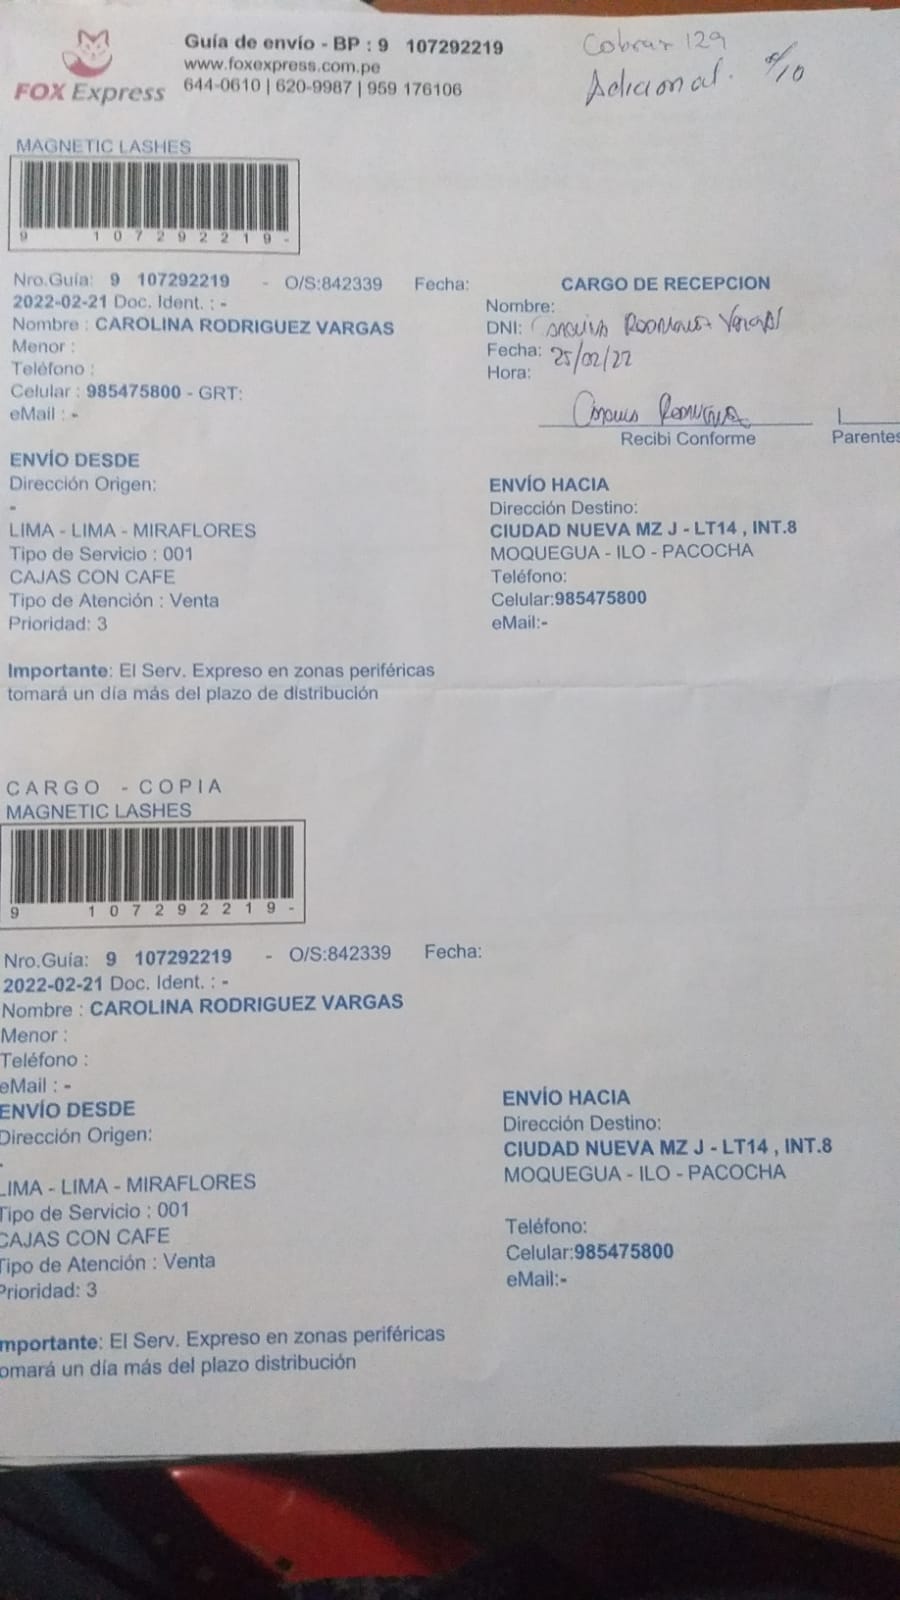 FOX Express
Guía de envío - BP : 9 107292219
www.foxexpress.com.pe
644-0610 | 620-9987 | 959 176106
Cobrar 129
Adicional. s/10
MAGNETIC LASHES
9 107292219-
Nro.Guía: 9 107292219 - O/S:842339 Fecha:
2022-02-21 Doc. Ident. : -
Nombre : CAROLINA RODRIGUEZ VARGAS
Menor :
Teléfono :
Celular : 985475800 - GRT:
eMail : -
CARGO DE RECEPCION
Nombre:
DNI: Rodriguez Vargas
Fecha: 25/02/22
Hora:
Recibi Conforme
Parentes
ENVÍO DESDE
Dirección Origen:
-
LIMA - LIMA - MIRAFLORES
Tipo de Servicio : 001
CAJAS CON CAFE
Tipo de Atención : Venta
Prioridad: 3
ENVÍO HACIA
Dirección Destino:
CIUDAD NUEVA MZ J - LT14 , INT.8
MOQUEGUA - ILO - PACOCHA
Teléfono:
Celular:985475800
eMail:-
Importante: El Serv. Expreso en zonas periféricas
tomará un día más del plazo de distribución
CARGO - COPIA
MAGNETIC LASHES
9 107292219-
Nro.Guía: 9 107292219 - O/S:842339 Fecha:
2022-02-21 Doc. Ident. : -
Nombre : CAROLINA RODRIGUEZ VARGAS
Menor :
Teléfono :
eMail : -
ENVÍO DESDE
Dirección Origen:
-
LIMA - LIMA - MIRAFLORES
Tipo de Servicio : 001
CAJAS CON CAFE
Tipo de Atención : Venta
Prioridad: 3
ENVÍO HACIA
Dirección Destino:
CIUDAD NUEVA MZ J - LT14 , INT.8
MOQUEGUA - ILO - PACOCHA
Teléfono:
Celular:985475800
eMail:-
mportante: El Serv. Expreso en zonas periféricas
omará un día más del plazo distribución